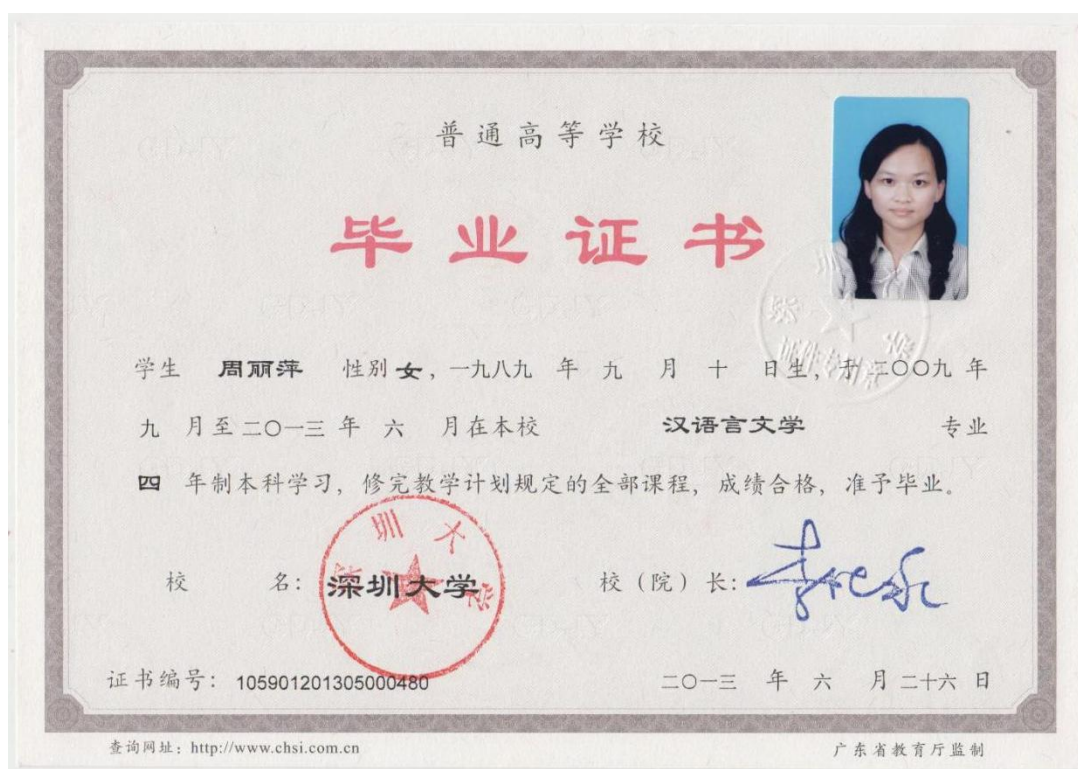 普通高等学校
毕业证书
学生 周丽萍 性别女，一九八九 年 九 月 十 日生，于二〇〇九 年
九 月至二〇一三 年 六 月在本校 汉语言文学 专业
四 年制本科学习，修完教学计划规定的全部课程，成绩合格，准予毕业。
校 名：深圳大学
校（院）长：
深圳大学
证书编号：105901201305000480
二〇一三 年 六 月 二十六 日
查询网址：http://www.chsi.com.cn
广东省教育厅监制